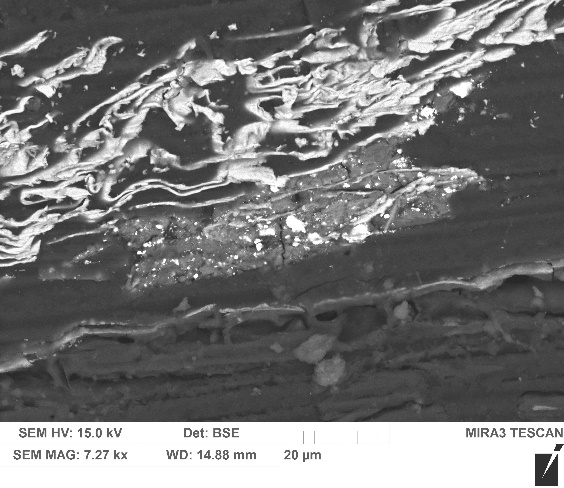 SEM HV: 15.0 kV Det: BSE MIRA3 TESCAN
SEM MAG: 7.27 kx WD: 14.88 mm 20 µm